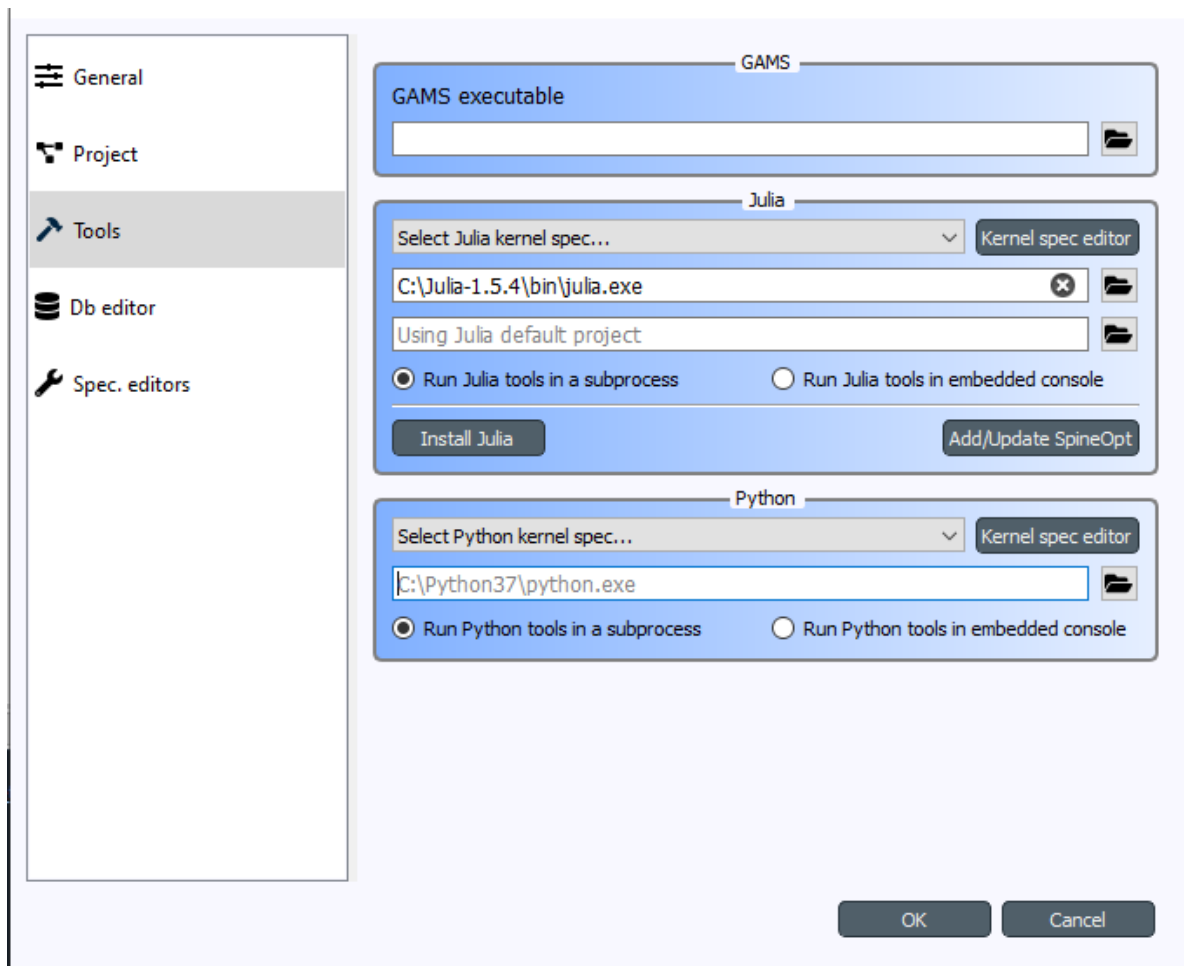 General
Project
Tools
Db editor
Spec. editors
GAMS
GAMS executable
Julia
Select Julia kernel spec...
Kernel spec editor
C:\Julia-1.5.4\bin\julia.exe
Using Julia default project
Run Julia tools in a subprocess
Run Julia tools in embedded console
Install Julia
Add/Update SpineOpt
Python
Select Python kernel spec...
Kernel spec editor
C:\Python37\python.exe
Run Python tools in a subprocess
Run Python tools in embedded console
OK
Cancel